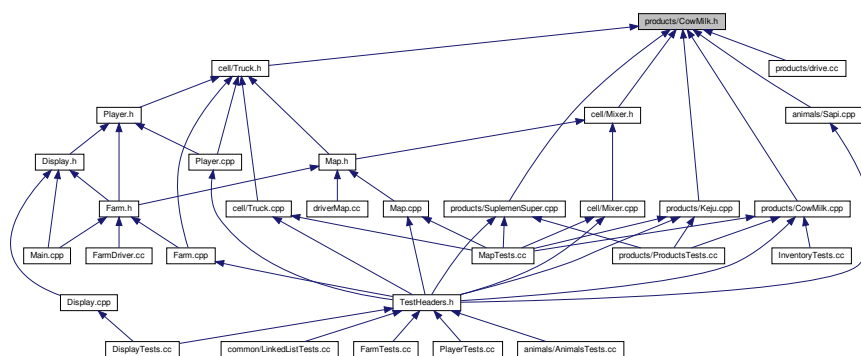 products/CowMilk.h
cell/Truck.h
products/drive.cc
Player.h
cell/Mixer.h
animals/Sapi.cpp
Display.h
Player.cpp
Map.h
Farm.h
cell/Truck.cpp
driverMap.cc
Map.cpp
products/SuplemenSuper.cpp
cell/Mixer.cpp
products/Keju.cpp
products/CowMilk.cpp
Main.cpp
FarmDriver.cc
Farm.cpp
MapTests.cc
products/ProductsTests.cc
InventoryTests.cc
Display.cpp
TestHeaders.h
DisplayTests.cc
common/LinkedListTests.cc
FarmTests.cc
PlayerTests.cc
animals/AnimalsTests.cc